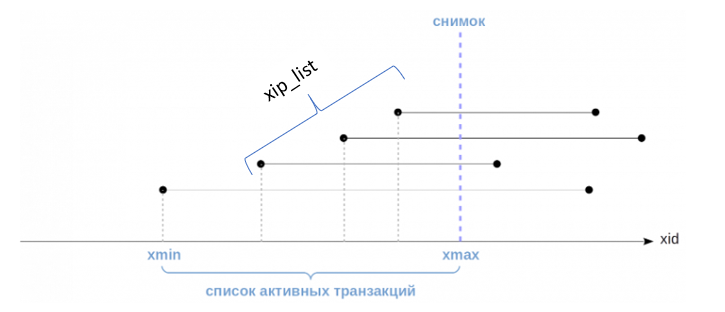 снимок
xip_list
xid
xmin
xmax
список активных транзакций